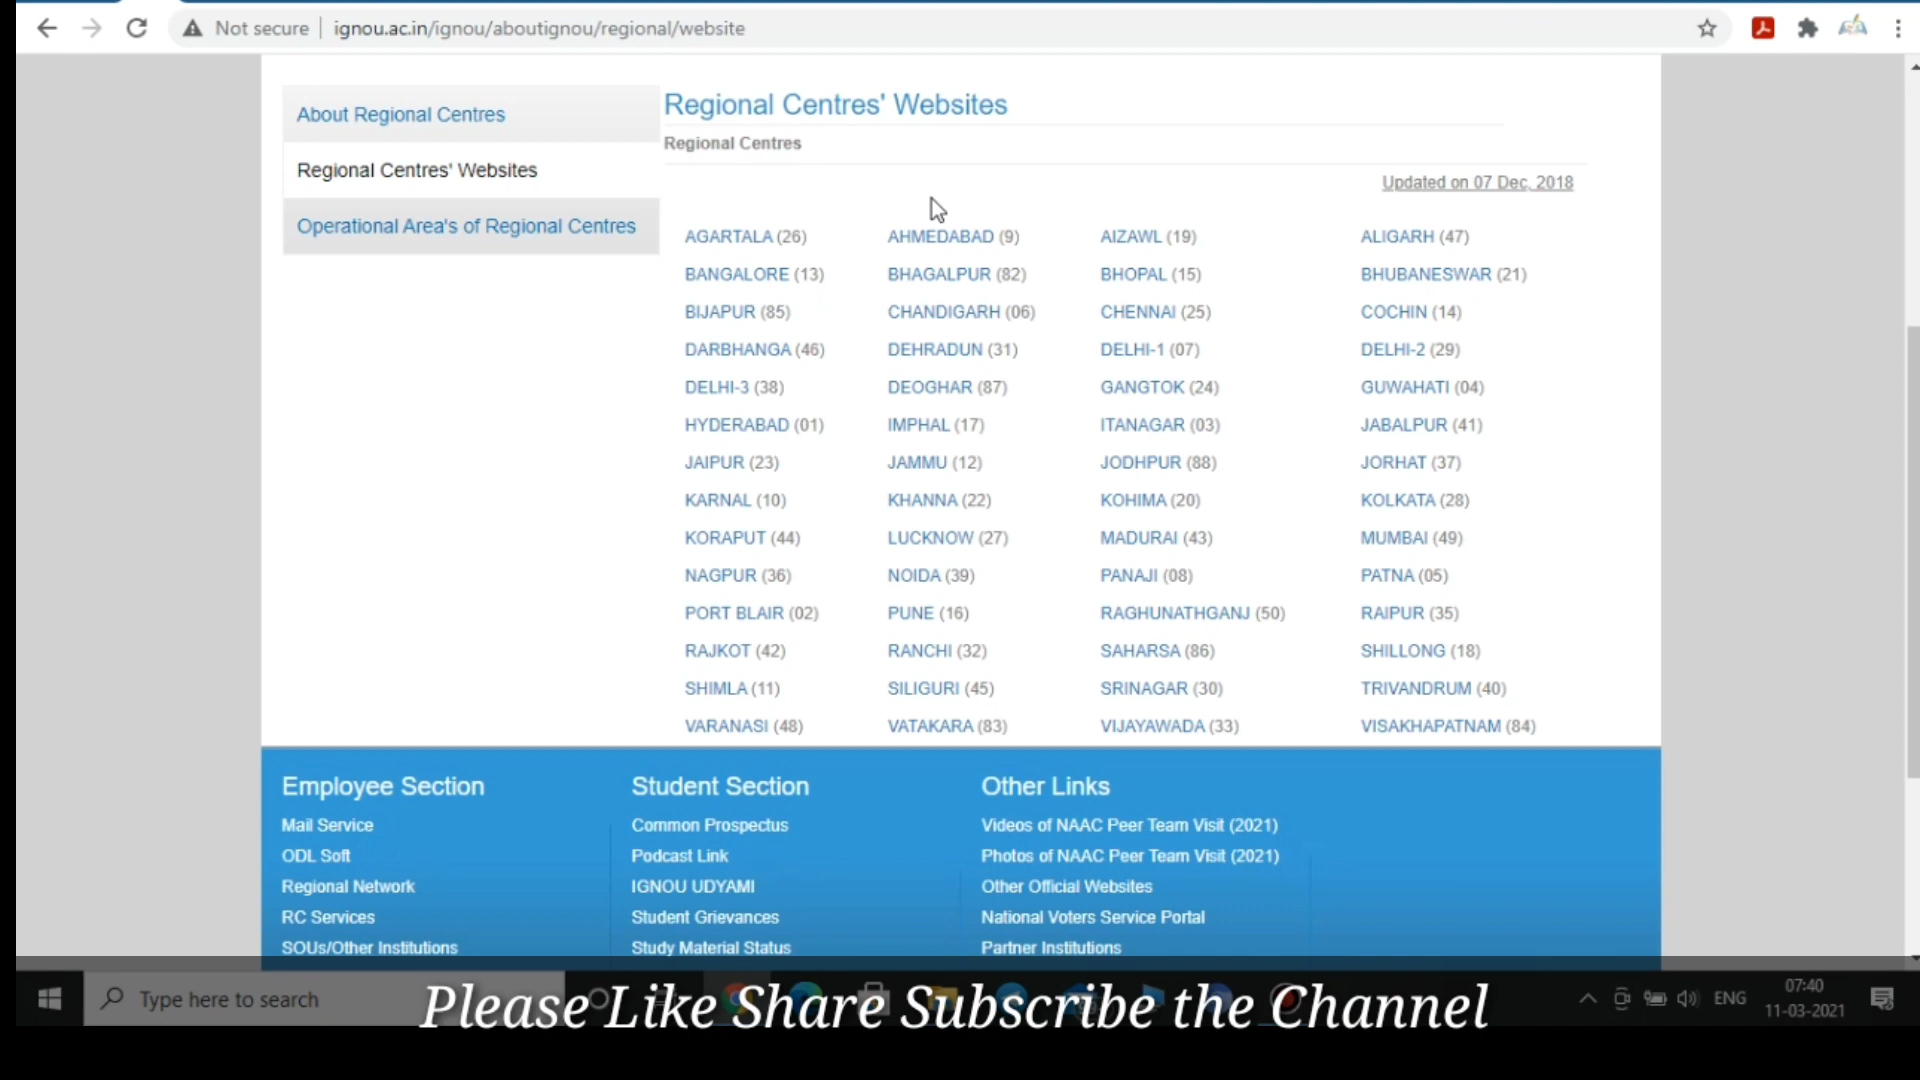 Not secure ignou.ac.in/ignou/aboutignou/regional/website
About Regional Centres
Regional Centres' Websites
Operational Area's of Regional Centres
Regional Centres' Websites
Regional Centres
Updated on 07 Dec, 2018
AGARTALA (26) AHMEDABAD (9) AIZAWL (19) ALIGARH (47)
BANGALORE (13) BHAGALPUR (82) BHOPAL (15) BHUBANESWAR (21)
BIJAPUR (85) CHANDIGARH (06) CHENNAI (25) COCHIN (14)
DARBHANGA (46) DEHRADUN (31) DELHI-1 (07) DELHI-2 (29)
DELHI-3 (38) DEOGHAR (87) GANGTOK (24) GUWAHATI (04)
HYDERABAD (01) IMPHAL (17) ITANAGAR (03) JABALPUR (41)
JAIPUR (23) JAMMU (12) JODHPUR (88) JORHAT (37)
KARNAL (10) KHANNA (22) KOHIMA (20) KOLKATA (28)
KORAPUT (44) LUCKNOW (27) MADURAI (43) MUMBAI (49)
NAGPUR (36) NOIDA (39) PANAJI (08) PATNA (05)
PORT BLAIR (02) PUNE (16) RAGHUNATHGANJ (50) RAIPUR (35)
RAJKOT (42) RANCHI (32) SAHARSA (86) SHILLONG (18)
SHIMLA (11) SILIGURI (45) SRINAGAR (30) TRIVANDRUM (40)
VARANASI (48) VATAKARA (83) VIJAYAWADA (33) VISAKHAPATNAM (84)
Employee Section
Mail Service
ODL Soft
Regional Network
RC Services
SOUs/Other Institutions
Student Section
Common Prospectus
Podcast Link
IGNOU UDYAMI
Student Grievances
Study Material Status
Other Links
Videos of NAAC Peer Team Visit (2021)
Photos of NAAC Peer Team Visit (2021)
Other Official Websites
National Voters Service Portal
Partner Institutions
Type here to search
Please Like Share Subscribe the Channel
ENG
07:40
11-03-2021